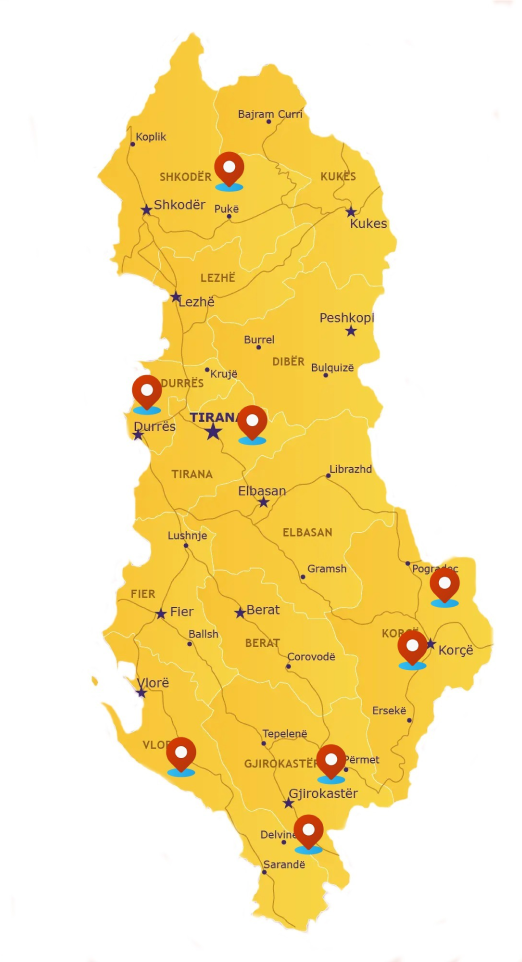 Bajram Curri
Koplik
SHKODËR
KUKËS
Shkodër
Pukë
Kukes
LEZHË
Lezhë
Peshkopi
Burrel
DIBËR
Krujë
Bulquizë
DURRËS
TIRANA
Durrës
Librazhd
TIRANA
Elbasan
ELBASAN
Lushnje
Gramsh
Pogradec
FIER
Fier
Berat
Ballsh
BERAT
KORÇË
Korçë
Corovodë
Vlorë
Ersekë
Tepelenë
VLORË
GJIROKASTËR
Përmet
Gjirokastër
Delvinë
Sarandë